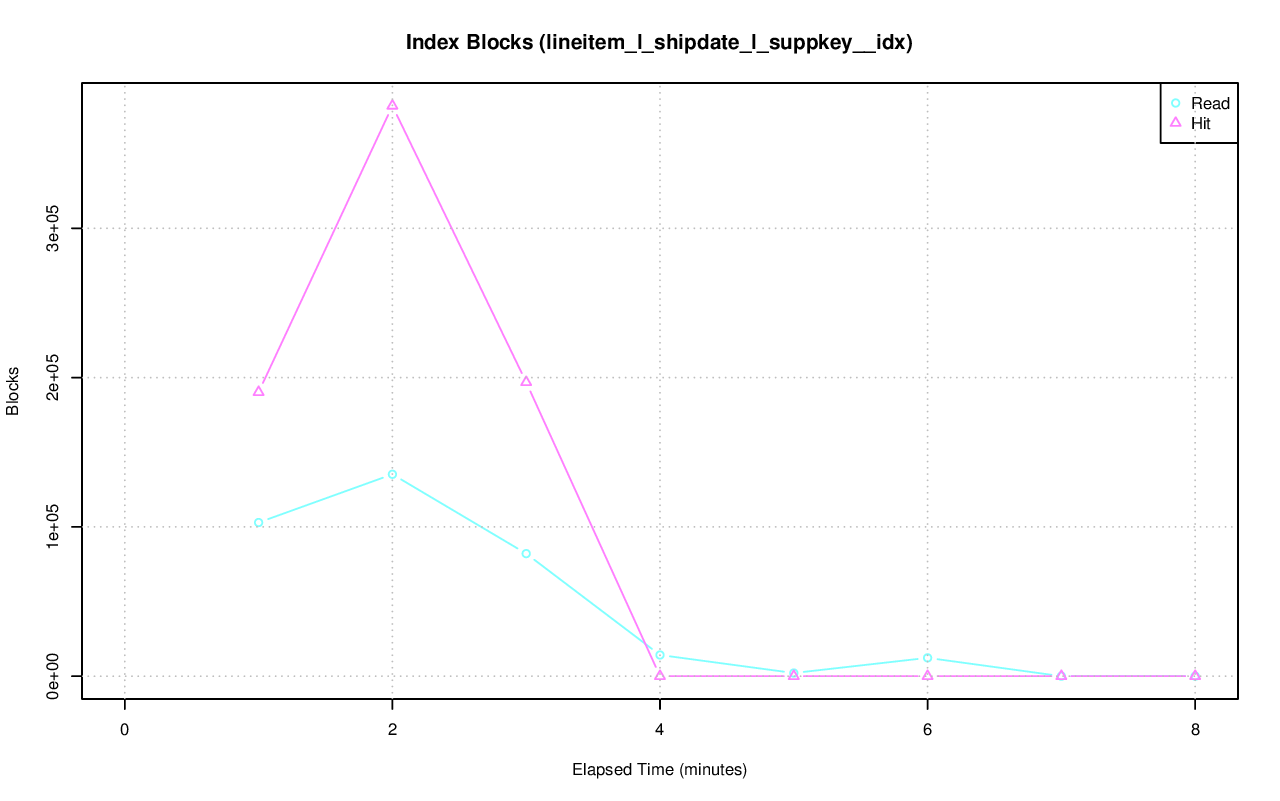 Index Blocks (lineitem_l_shipdate_l_suppkey__idx)
Read
Hit
Blocks
3e+05
2e+05
1e+05
0e+00
0 2 4 6 8
Elapsed Time (minutes)